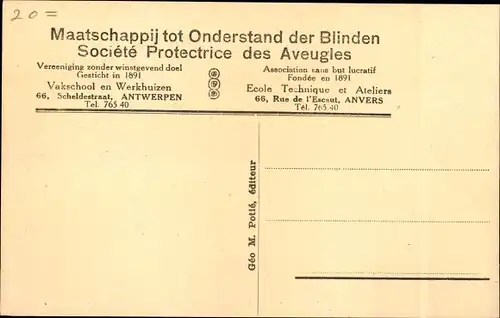 20=
Maatschappij tot Onderstand der Blinden
Société Protectrice des Aveugles
Vereeniging zonder winstgevend doel
Gesticht in 1891
Vakschool en Werkhuizen
66, Scheldestraat, ANTWERPEN
Tel. 765.40
Association sans but lucratif
Fondée en 1891
Ecole Technique et Ateliers
66, Rue de l'Escaut, ANVERS
Tel. 765.40
Géo M. Potié, éditeur